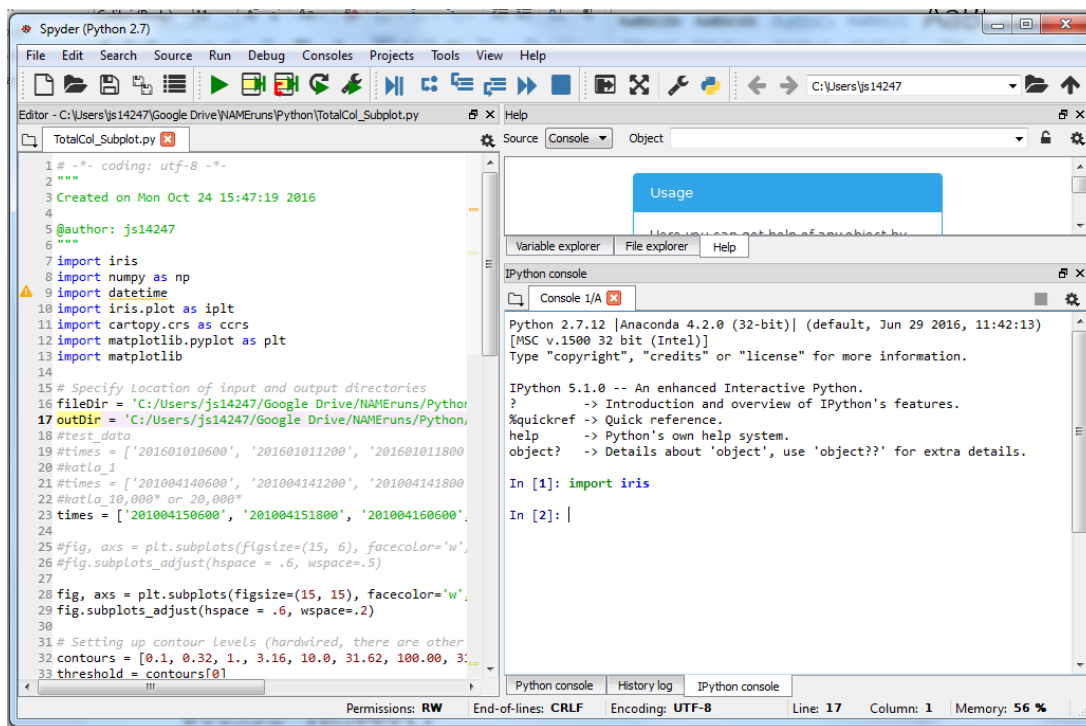 Spyder (Python 2.7)
File Edit Search Source Run Debug Consoles Projects Tools View Help
C:\Users\js14247
Editor - C:\Users\js14247\Google Drive\NAMEruns\Python\TotalCol_Subplot.py
TotalCol_Subplot.py
1 # -*- coding: utf-8 -*-
2 """
3 Created on Mon Oct 24 15:47:19 2016
4
5 @author: js14247
6 """
7 import iris
8 import numpy as np
9 import datetime
10 import iris.plot as iplt
11 import cartopy.crs as ccrs
12 import matplotlib.pyplot as plt
13 import matplotlib
14
15 # Specify Location of input and output directories
16 fileDir = 'C:/Users/js14247/Google Drive/NAMEruns/Python
17 outDir = 'C:/Users/js14247/Google Drive/NAMEruns/Python/
18 #test_data
19 #times = ['201601010600', '201601011200', '201601011800
20 #katla_1
21 #times = ['201004140600', '201004141200', '201004141800
22 #katla_10,000* or 20,000*
23 times = ['201004150600', '201004151800', '201004160600',
24
25 #fig, axs = plt.subplots(figsize=(15, 6), facecolor='w',
26 #fig.subplots_adjust(hspace = .6, wspace=.5)
27
28 fig, axs = plt.subplots(figsize=(15, 15), facecolor='w',
29 fig.subplots_adjust(hspace = .6, wspace=.2)
30
31 # Setting up contour levels (hardwired, there are other
32 contours = [0.1, 0.32, 1., 3.16, 10.0, 31.62, 100.00, 31
33 threshold = contours[0]
Help
Source Console Object
Usage
Here you can get help of any object by
Variable explorer File explorer Help
IPython console
Console 1/A
Python 2.7.12 |Anaconda 4.2.0 (32-bit)| (default, Jun 29 2016, 11:42:13)
[MSC v.1500 32 bit (Intel)]
Type "copyright", "credits" or "license" for more information.
IPython 5.1.0 -- An enhanced Interactive Python.
? -> Introduction and overview of IPython's features.
%quickref -> Quick reference.
help -> Python's own help system.
object? -> Details about 'object', use 'object??' for extra details.
In [1]: import iris
In [2]:
Python console History log IPython console
Permissions: RW End-of-lines: CRLF Encoding: UTF-8 Line: 17 Column: 1 Memory: 56 %